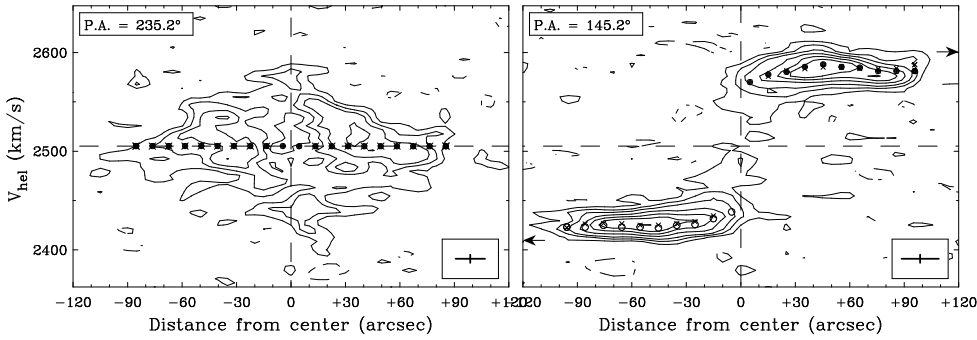 P.A. = 235.2°
P.A. = 145.2°
2600
2500
2400
V_hel (km/s)
−120 −90 −60 −30 0 +30 +60 +90 +120
−120 −90 −60 −30 0 +30 +60 +90 +120
Distance from center (arcsec)
Distance from center (arcsec)